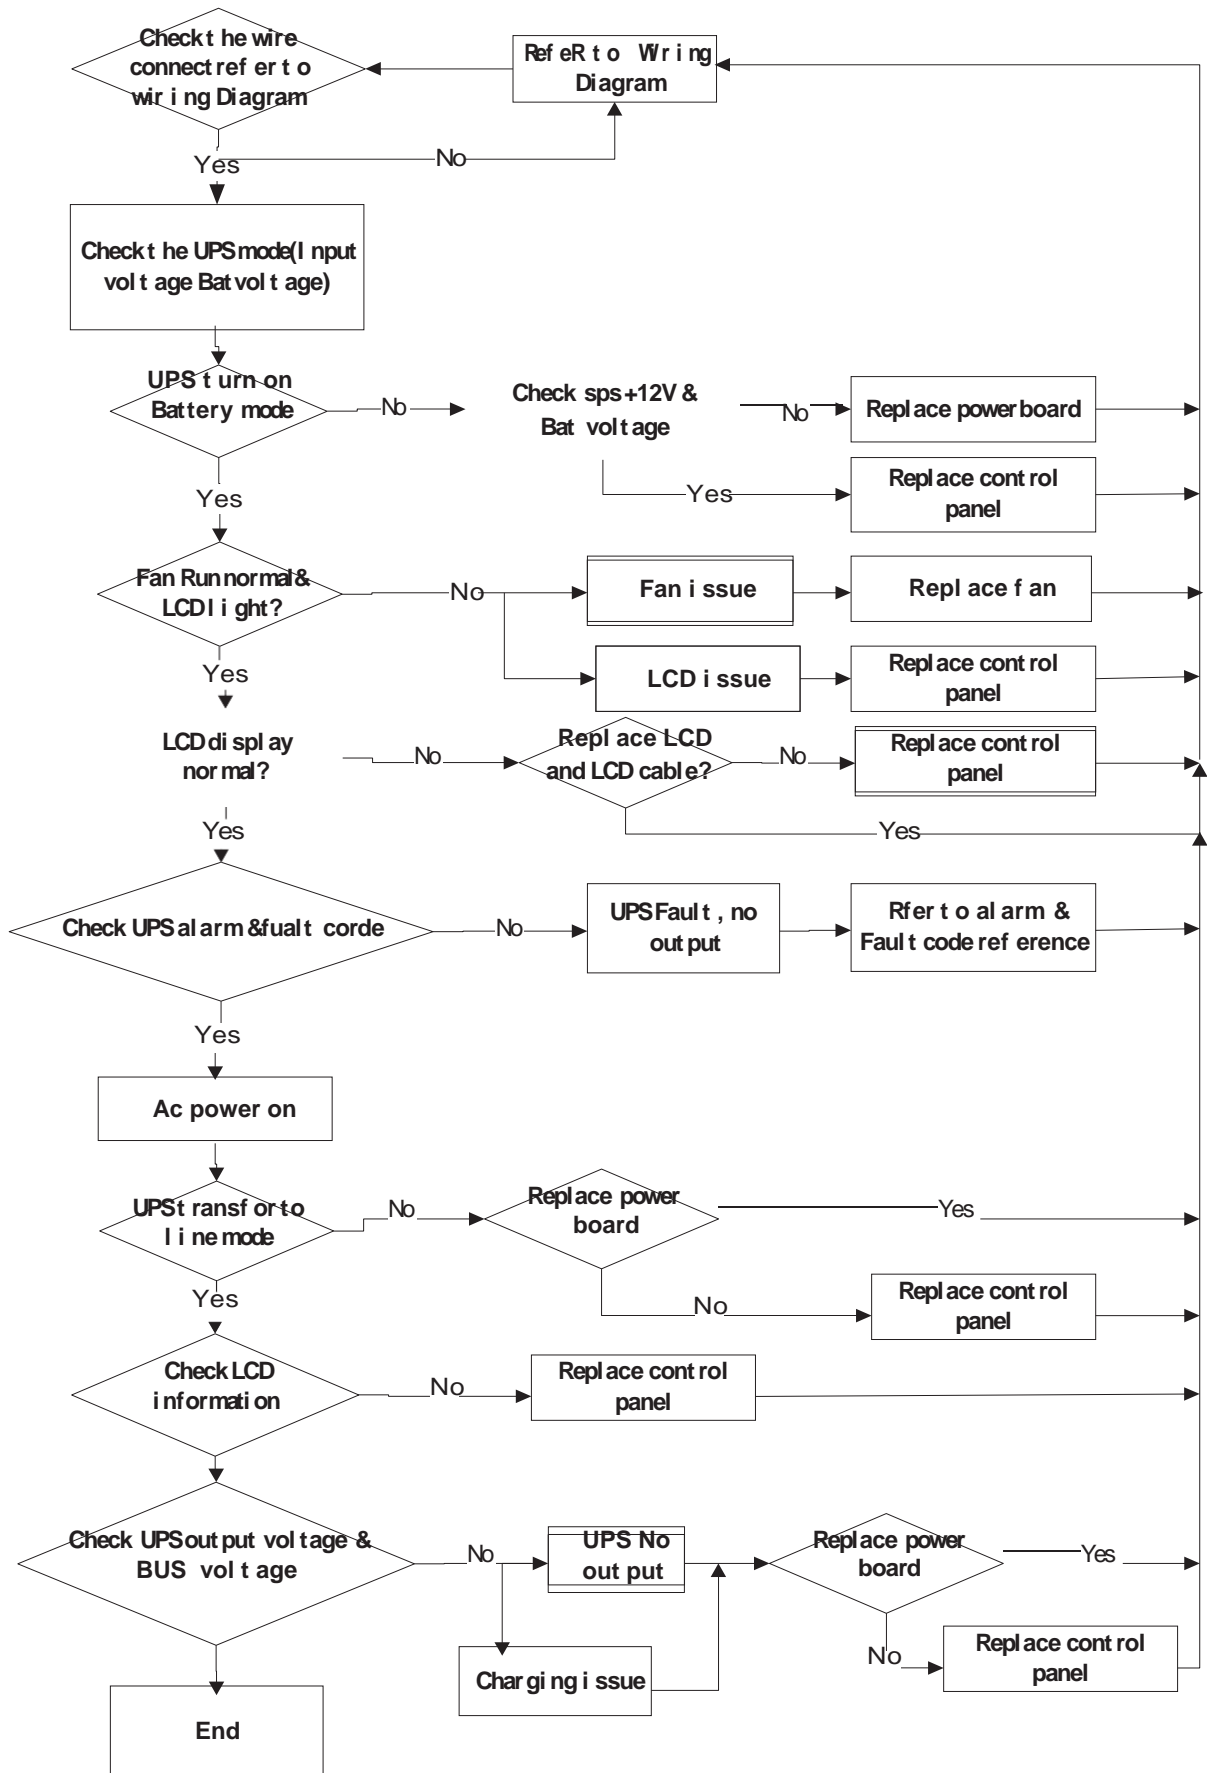 Check the wire
connect refer to
wiring Diagram
RefeR to Wiring
Diagram
No
Yes
Check the UPS mode(Input
voltage Bat voltage)
UPS turn on
Battery mode
No
Check sps+12V &
Bat voltage
No
Replace power board
Yes
Yes
Replace control
panel
Fan Run normal &
LCD light?
No
Fan issue
Replace fan
Yes
LCD issue
Replace control
panel
LCD display
normal?
No
Replace LCD
and LCD cable?
No
Replace control
panel
Yes
Yes
Check UPS alarm &fualt corde
No
UPS Fault, no
output
Rfer to alarm &
Fault code reference
Yes
Ac power on
UPS transfor to
line mode
No
Replace power
board
Yes
Yes
No
Replace control
panel
Check LCD
information
No
Replace control
panel
Check UPS output voltage &
BUS voltage
No
UPS No
output
Replace power
board
Yes
No
Replace control
panel
Charging issue
End